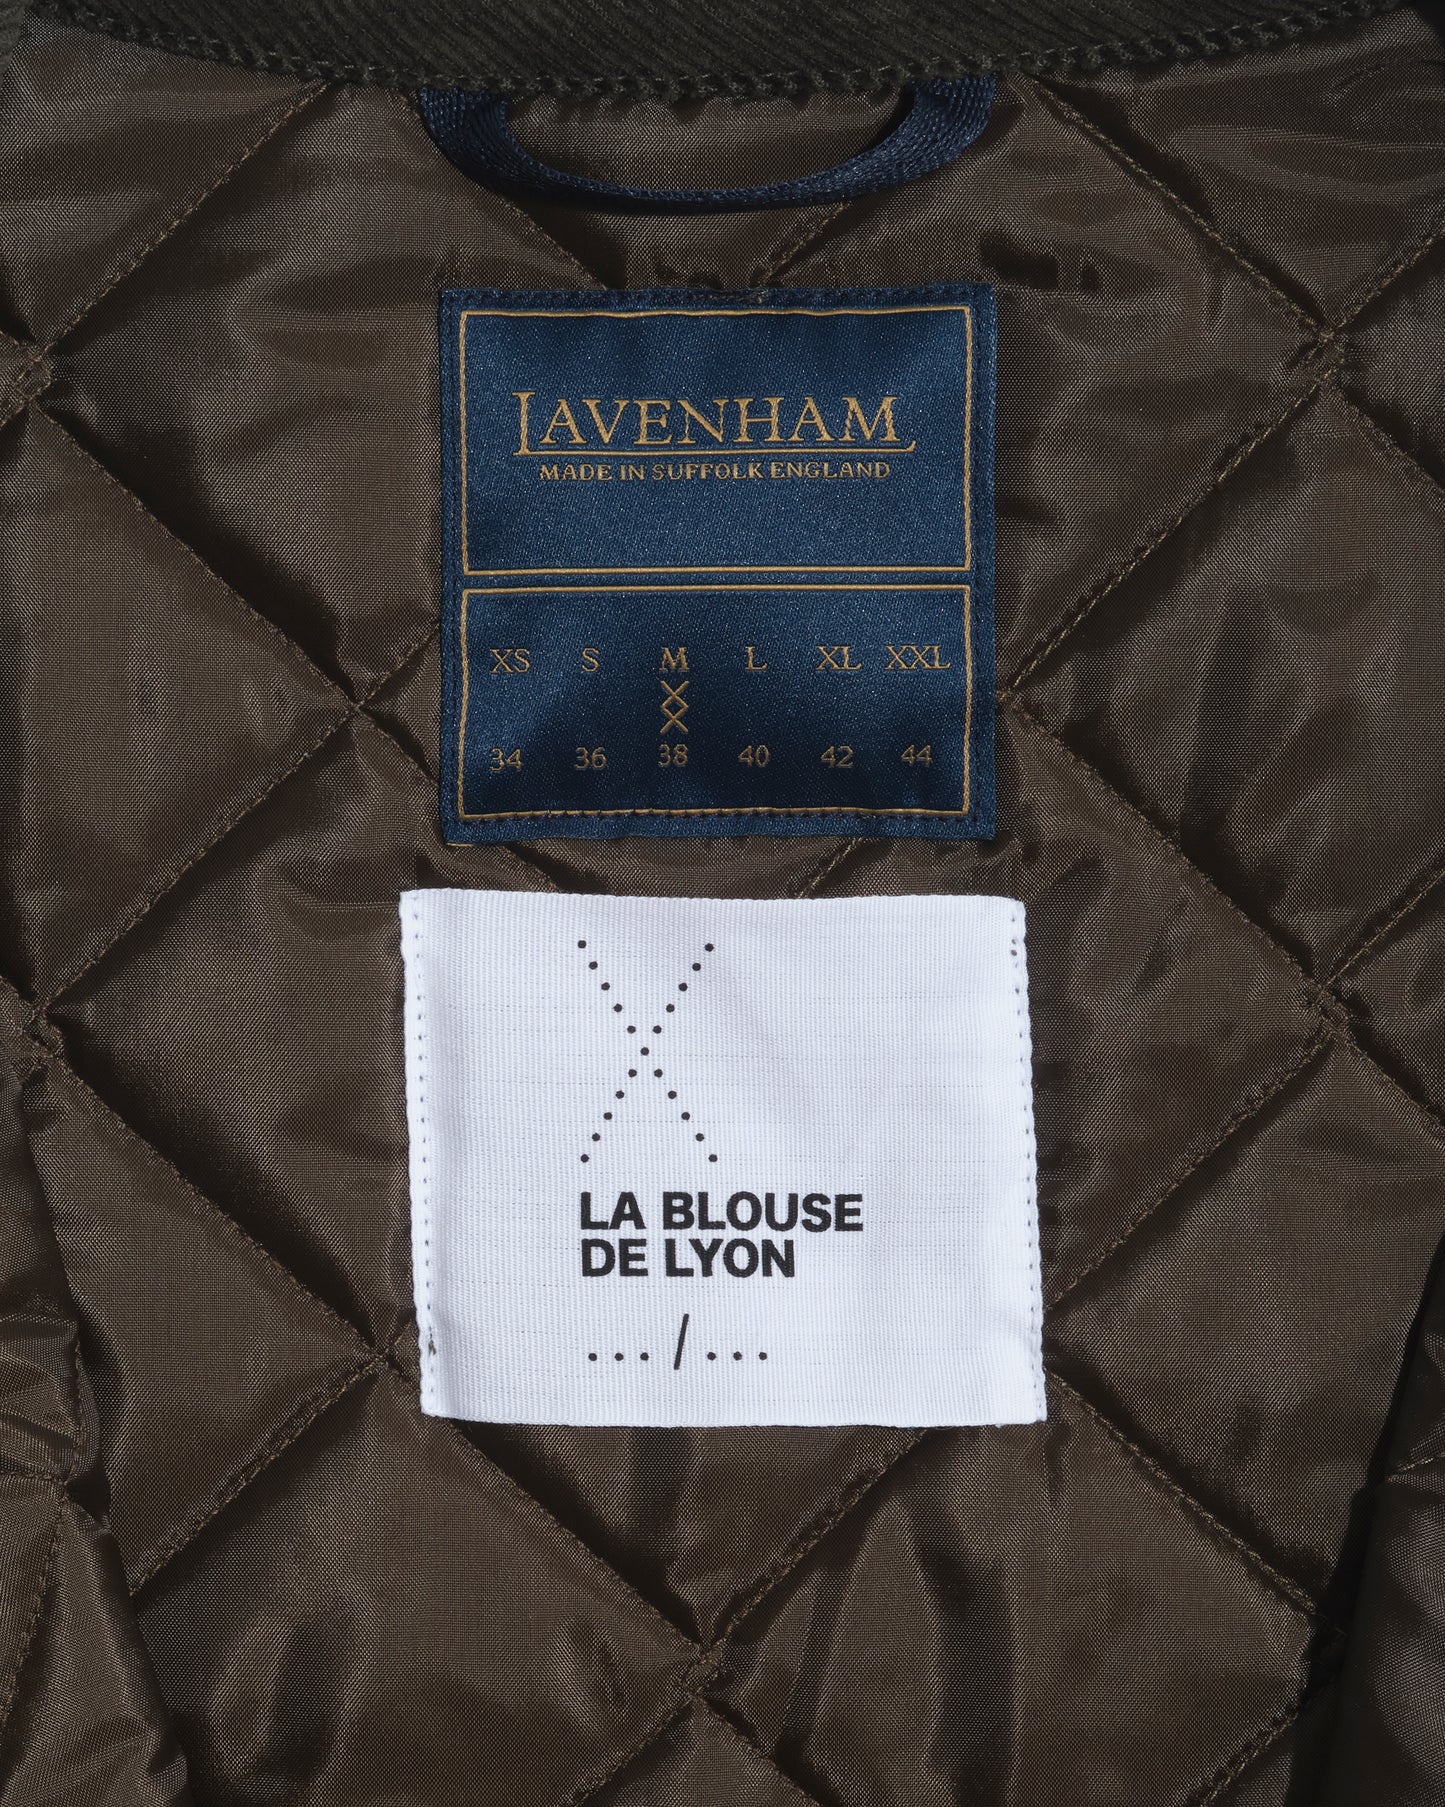 LAVENHAM
MADE IN SUFFOLK ENGLAND
XS S M L XL XXL
34 36 38 40 42 44
LA BLOUSE
DE LYON
... / ...